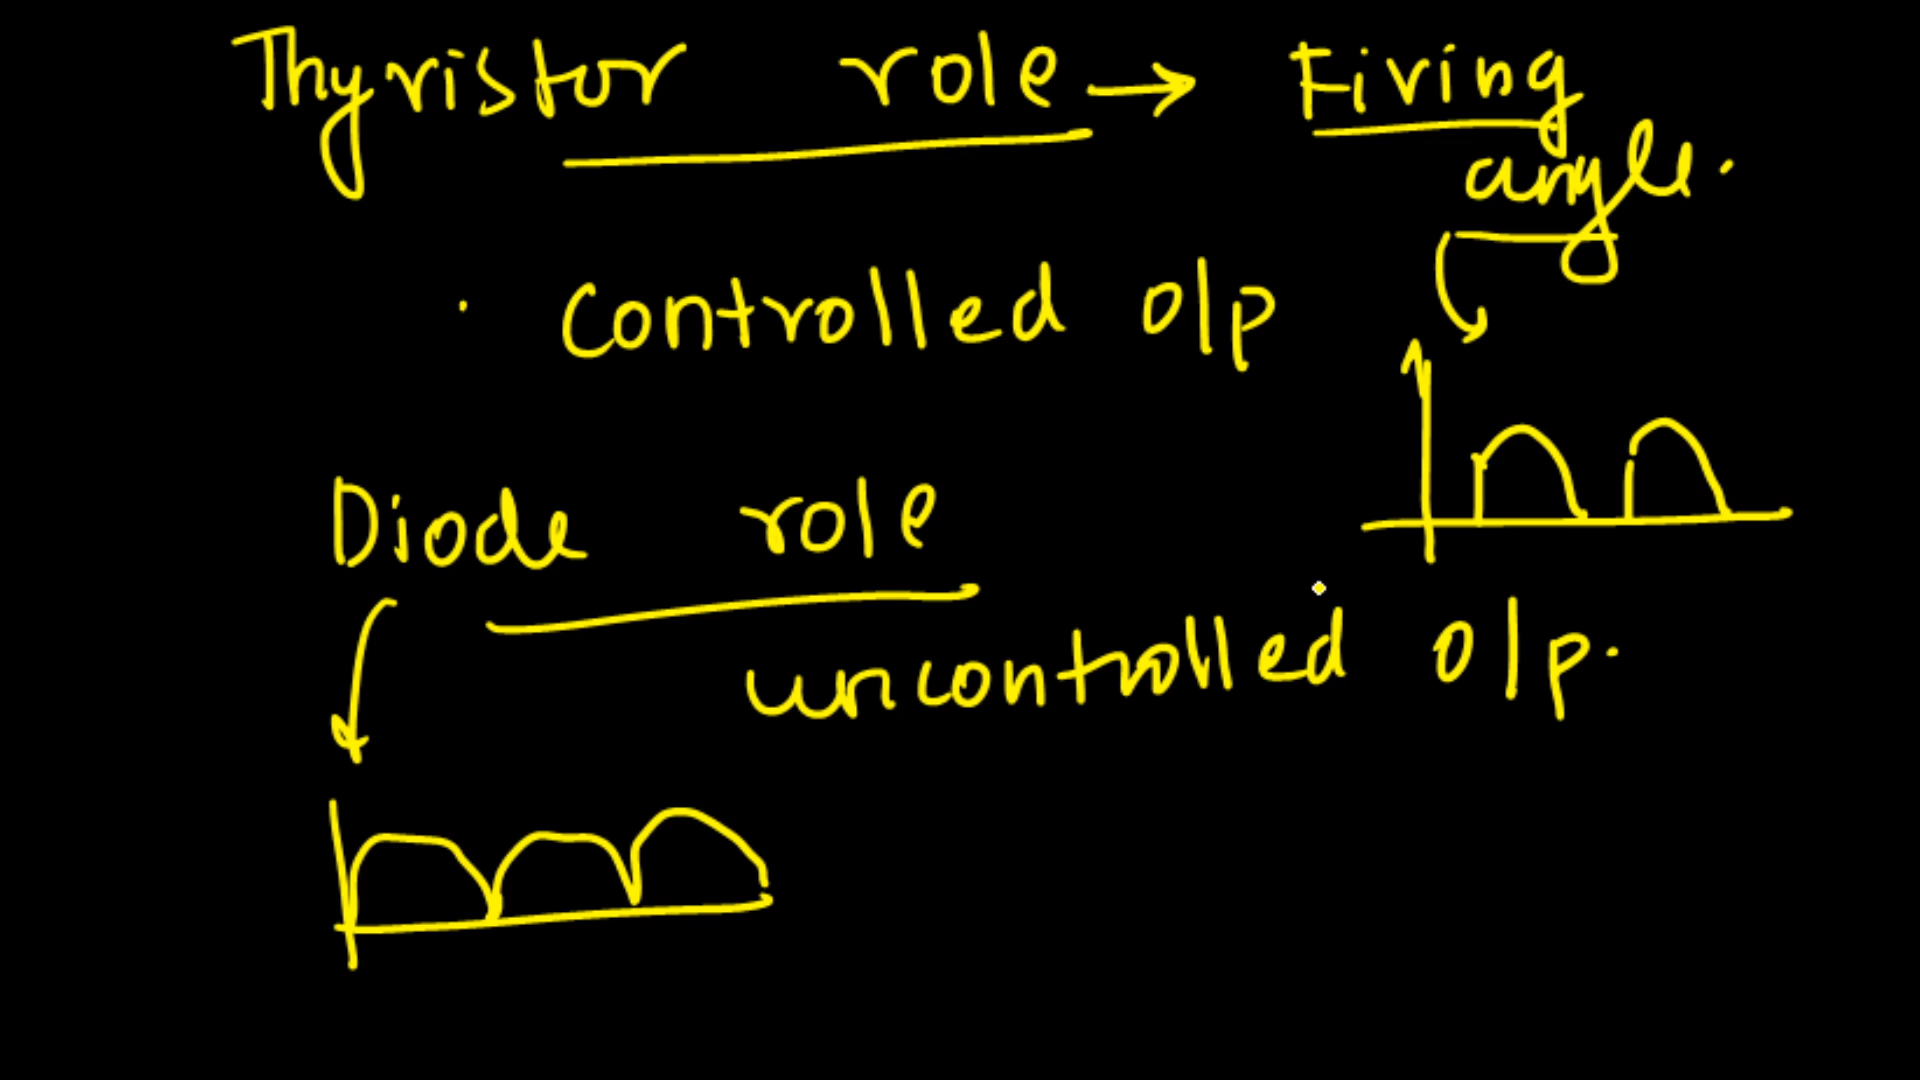 Thyristor role → Firing
angle.
Controlled o/p
Diode role
uncontrolled o/p.